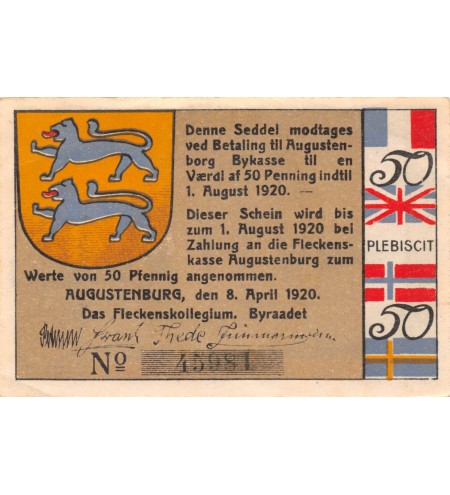 Denne Seddel modtages
ved Betaling til Augusten-
borg Bykasse til en
Værdi af 50 Penning indtil
1. August 1920. —
Dieser Schein wird bis
zum 1. August 1920 bei
Zahlung an die Fleckens-
kasse Augustenburg zum
Werte von 50 Pfennig angenommen.
AUGUSTENBURG, den 8. April 1920.
Das Fleckenskollegium. Byraadet
Frank Thede Zimmermann
No 45981
50
PLEBISCIT
50